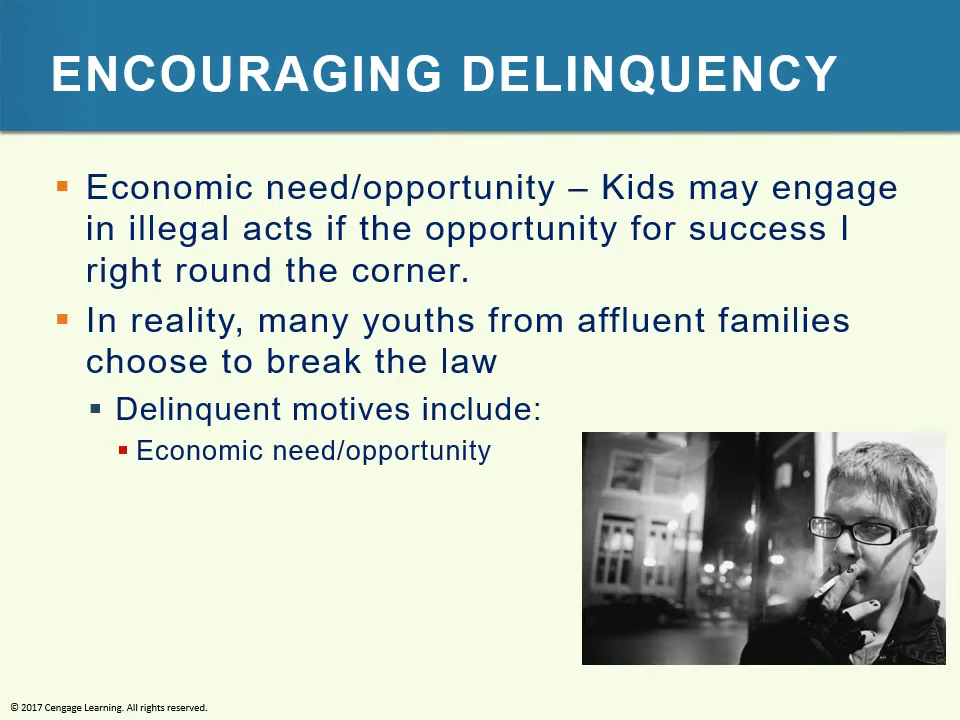 ENCOURAGING DELINQUENCY
Economic need/opportunity – Kids may engage
in illegal acts if the opportunity for success I
right round the corner.
In reality, many youths from affluent families
choose to break the law
Delinquent motives include:
Economic need/opportunity
© 2017 Cengage Learning. All rights reserved.